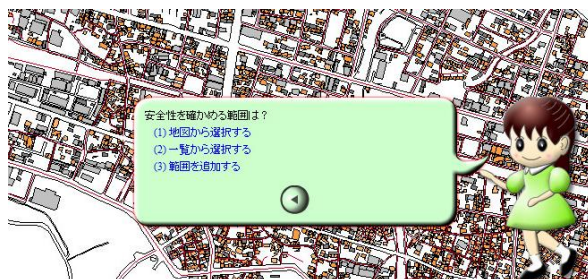 安全性を確かめる範囲は？
(1) 地図から選択する
(2) 一覧から選択する
(3) 範囲を追加する